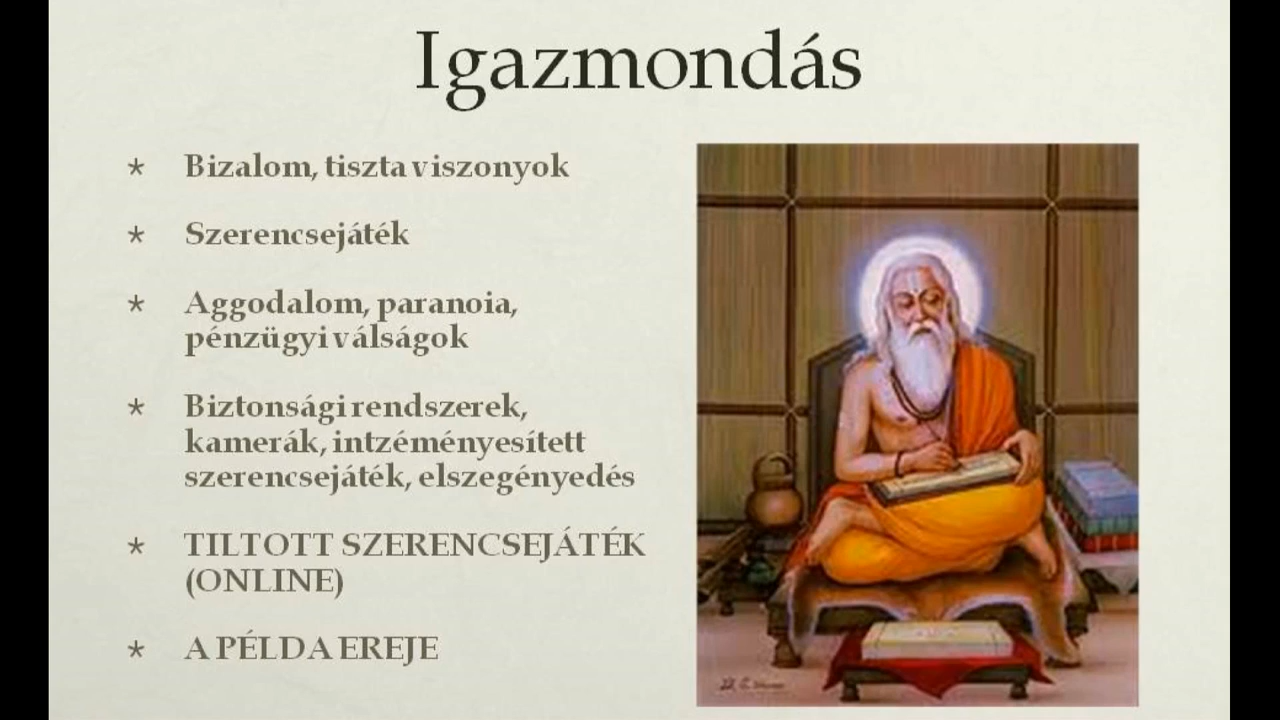 Igazmondás
* Bizalom, tiszta viszonyok
* Szerencsejáték
* Aggodalom, paranoia,
pénzügyi válságok
* Biztonsági rendszerek,
kamerák, intzéményesített
szerencsejáték, elszegényedés
* TILTOTT SZERENCSEJÁTÉK
(ONLINE)
* A PÉLDA EREJE